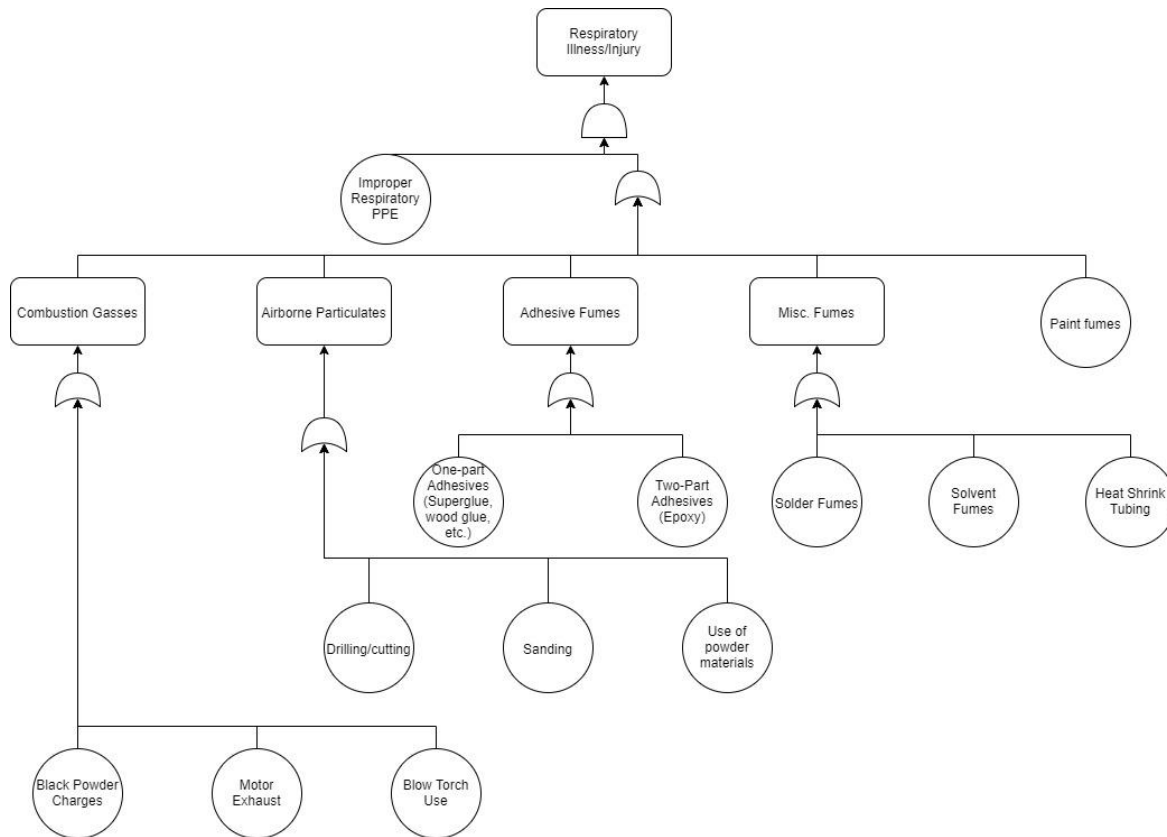 Respiratory
Illness/Injury
Improper
Respiratory
PPE
Combustion Gasses
Airborne Particulates
Adhesive Fumes
Misc. Fumes
Paint fumes
One-part
Adhesives
(Superglue,
wood glue,
etc.)
Two-Part
Adhesives
(Epoxy)
Solder Fumes
Solvent
Fumes
Heat Shrink
Tubing
Drilling/cutting
Sanding
Use of
powder
materials
Black Powder
Charges
Motor
Exhaust
Blow Torch
Use